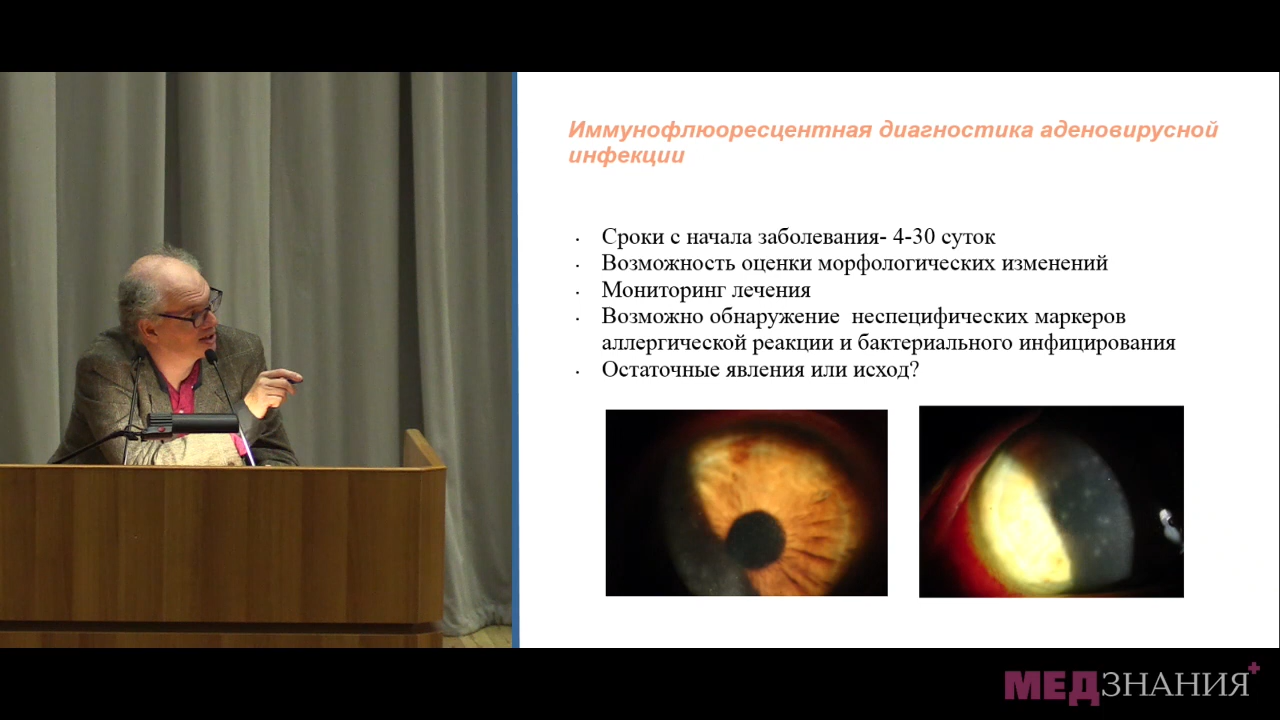 Иммунофлюоресцентная диагностика аденовирусной
инфекции
· Сроки с начала заболевания- 4-30 суток
· Возможность оценки морфологических изменений
· Мониторинг лечения
· Возможно обнаружение неспецифических маркеров
аллергической реакции и бактериального инфицирования
· Остаточные явления или исход?
МЕДЗНАНИЯ+